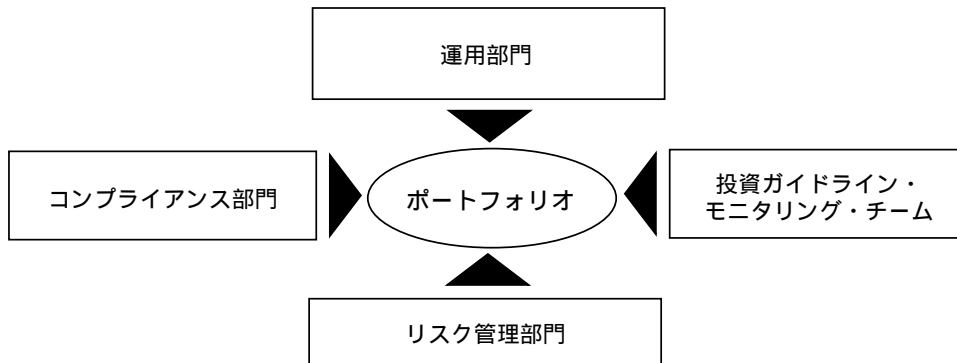 運用部門
コンプライアンス部門
ポートフォリオ
投資ガイドライン・
モニタリング・チーム
リスク管理部門